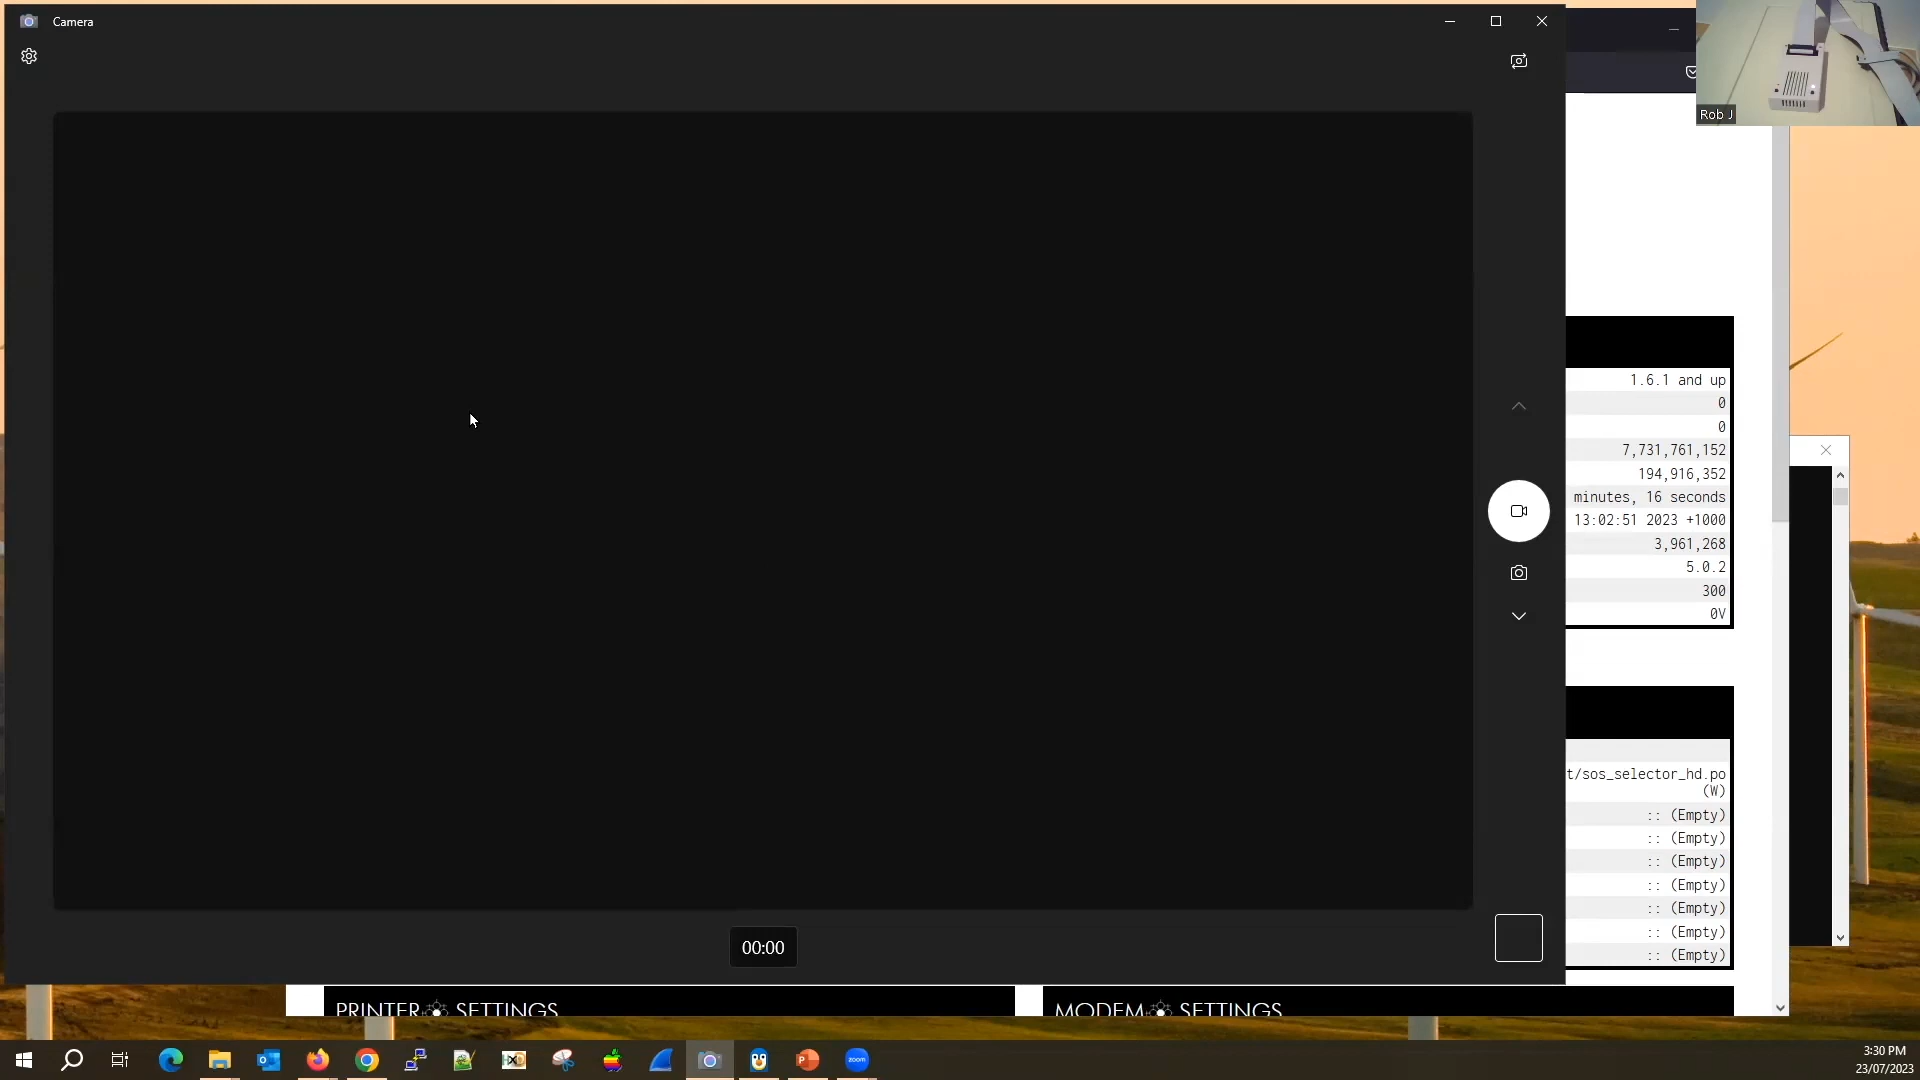 Camera
Rob J
1.6.1 and up
0
0
7,731,761,152
194,916,352
minutes, 16 seconds
13:02:51 2023 +1000
3,961,268
5.0.2
300
0V
t/sos_selector_hd.po
(W)
:: (Empty)
:: (Empty)
:: (Empty)
:: (Empty)
:: (Empty)
:: (Empty)
:: (Empty)
00:00
PRINTER SETTINGS
MODEM SETTINGS
zoom
3:30 PM
23/07/2023